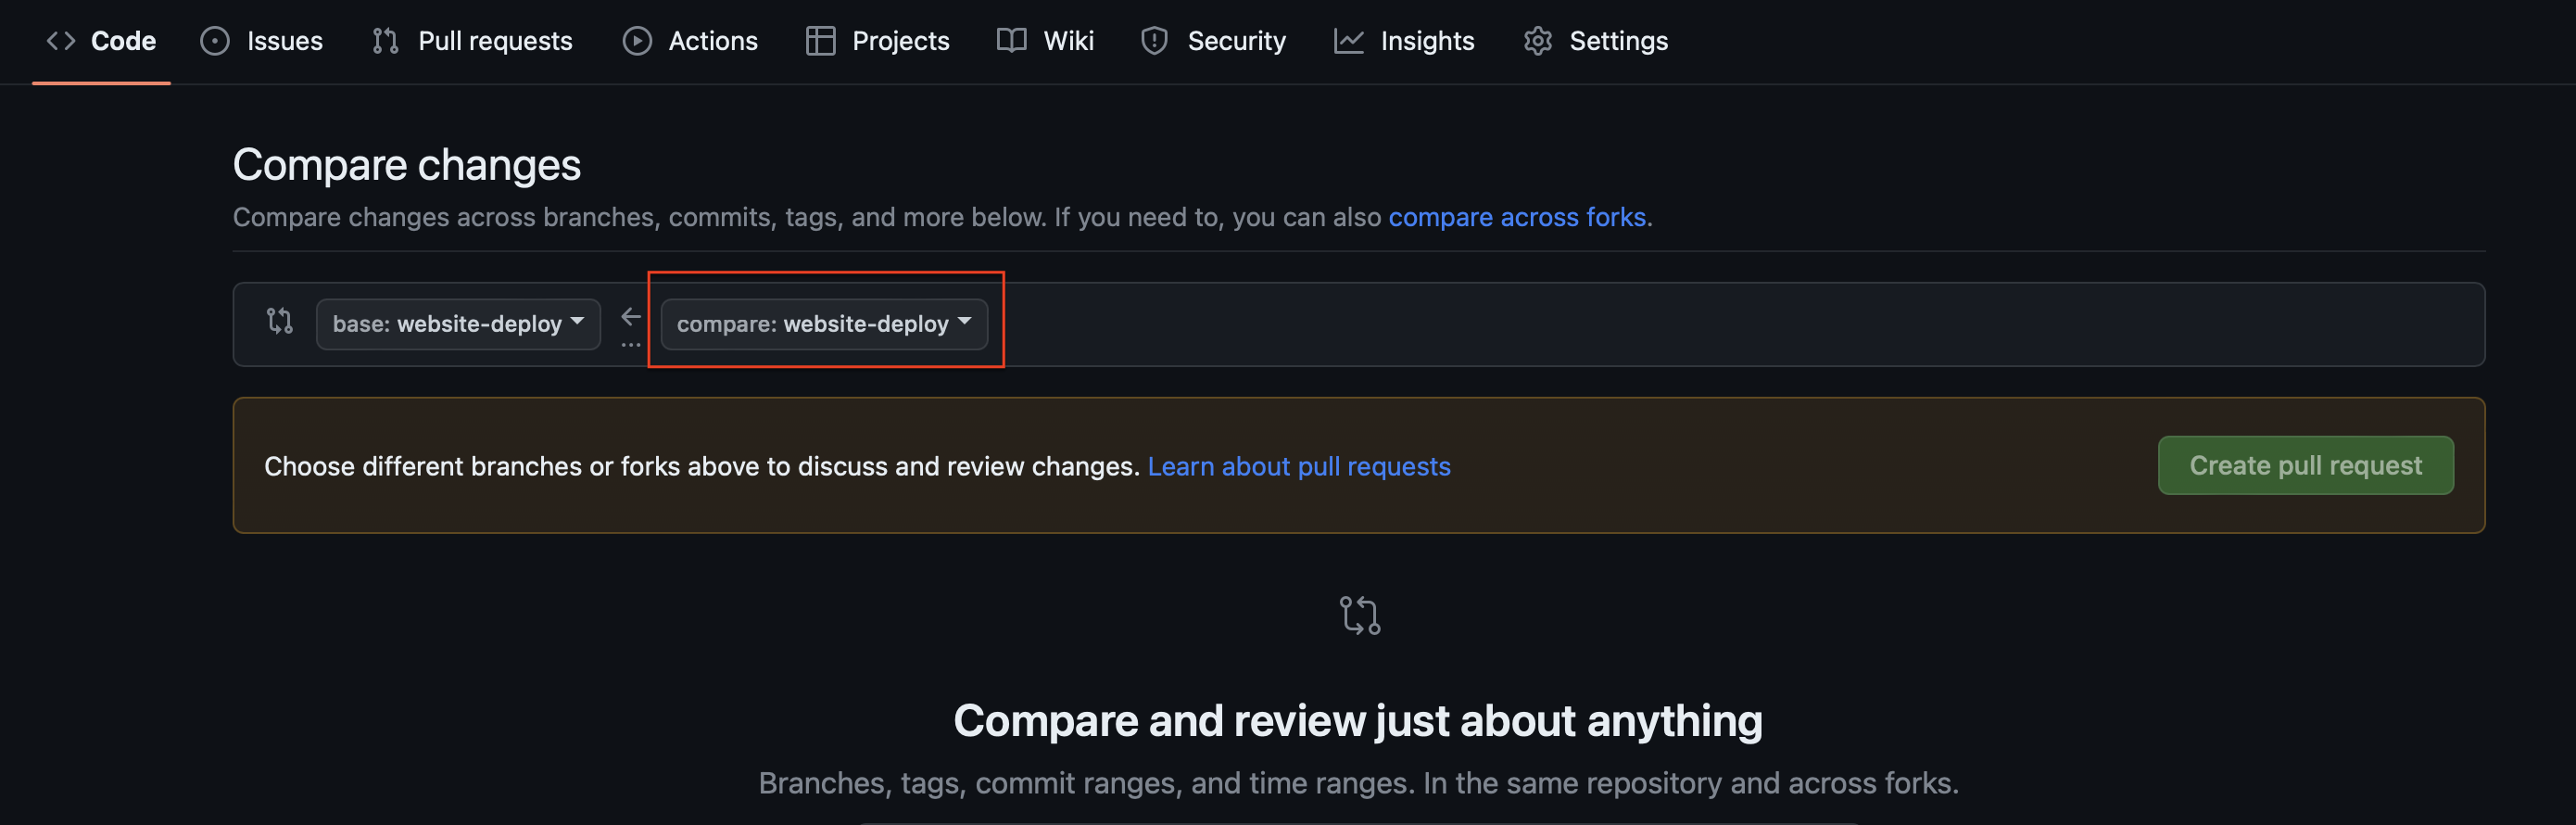 Code Issues Pull requests Actions Projects Wiki Security Insights Settings
Compare changes
Compare changes across branches, commits, tags, and more below. If you need to, you can also compare across forks.
base: website-deploy ... compare: website-deploy
Choose different branches or forks above to discuss and review changes. Learn about pull requests Create pull request
Compare and review just about anything
Branches, tags, commit ranges, and time ranges. In the same repository and across forks.